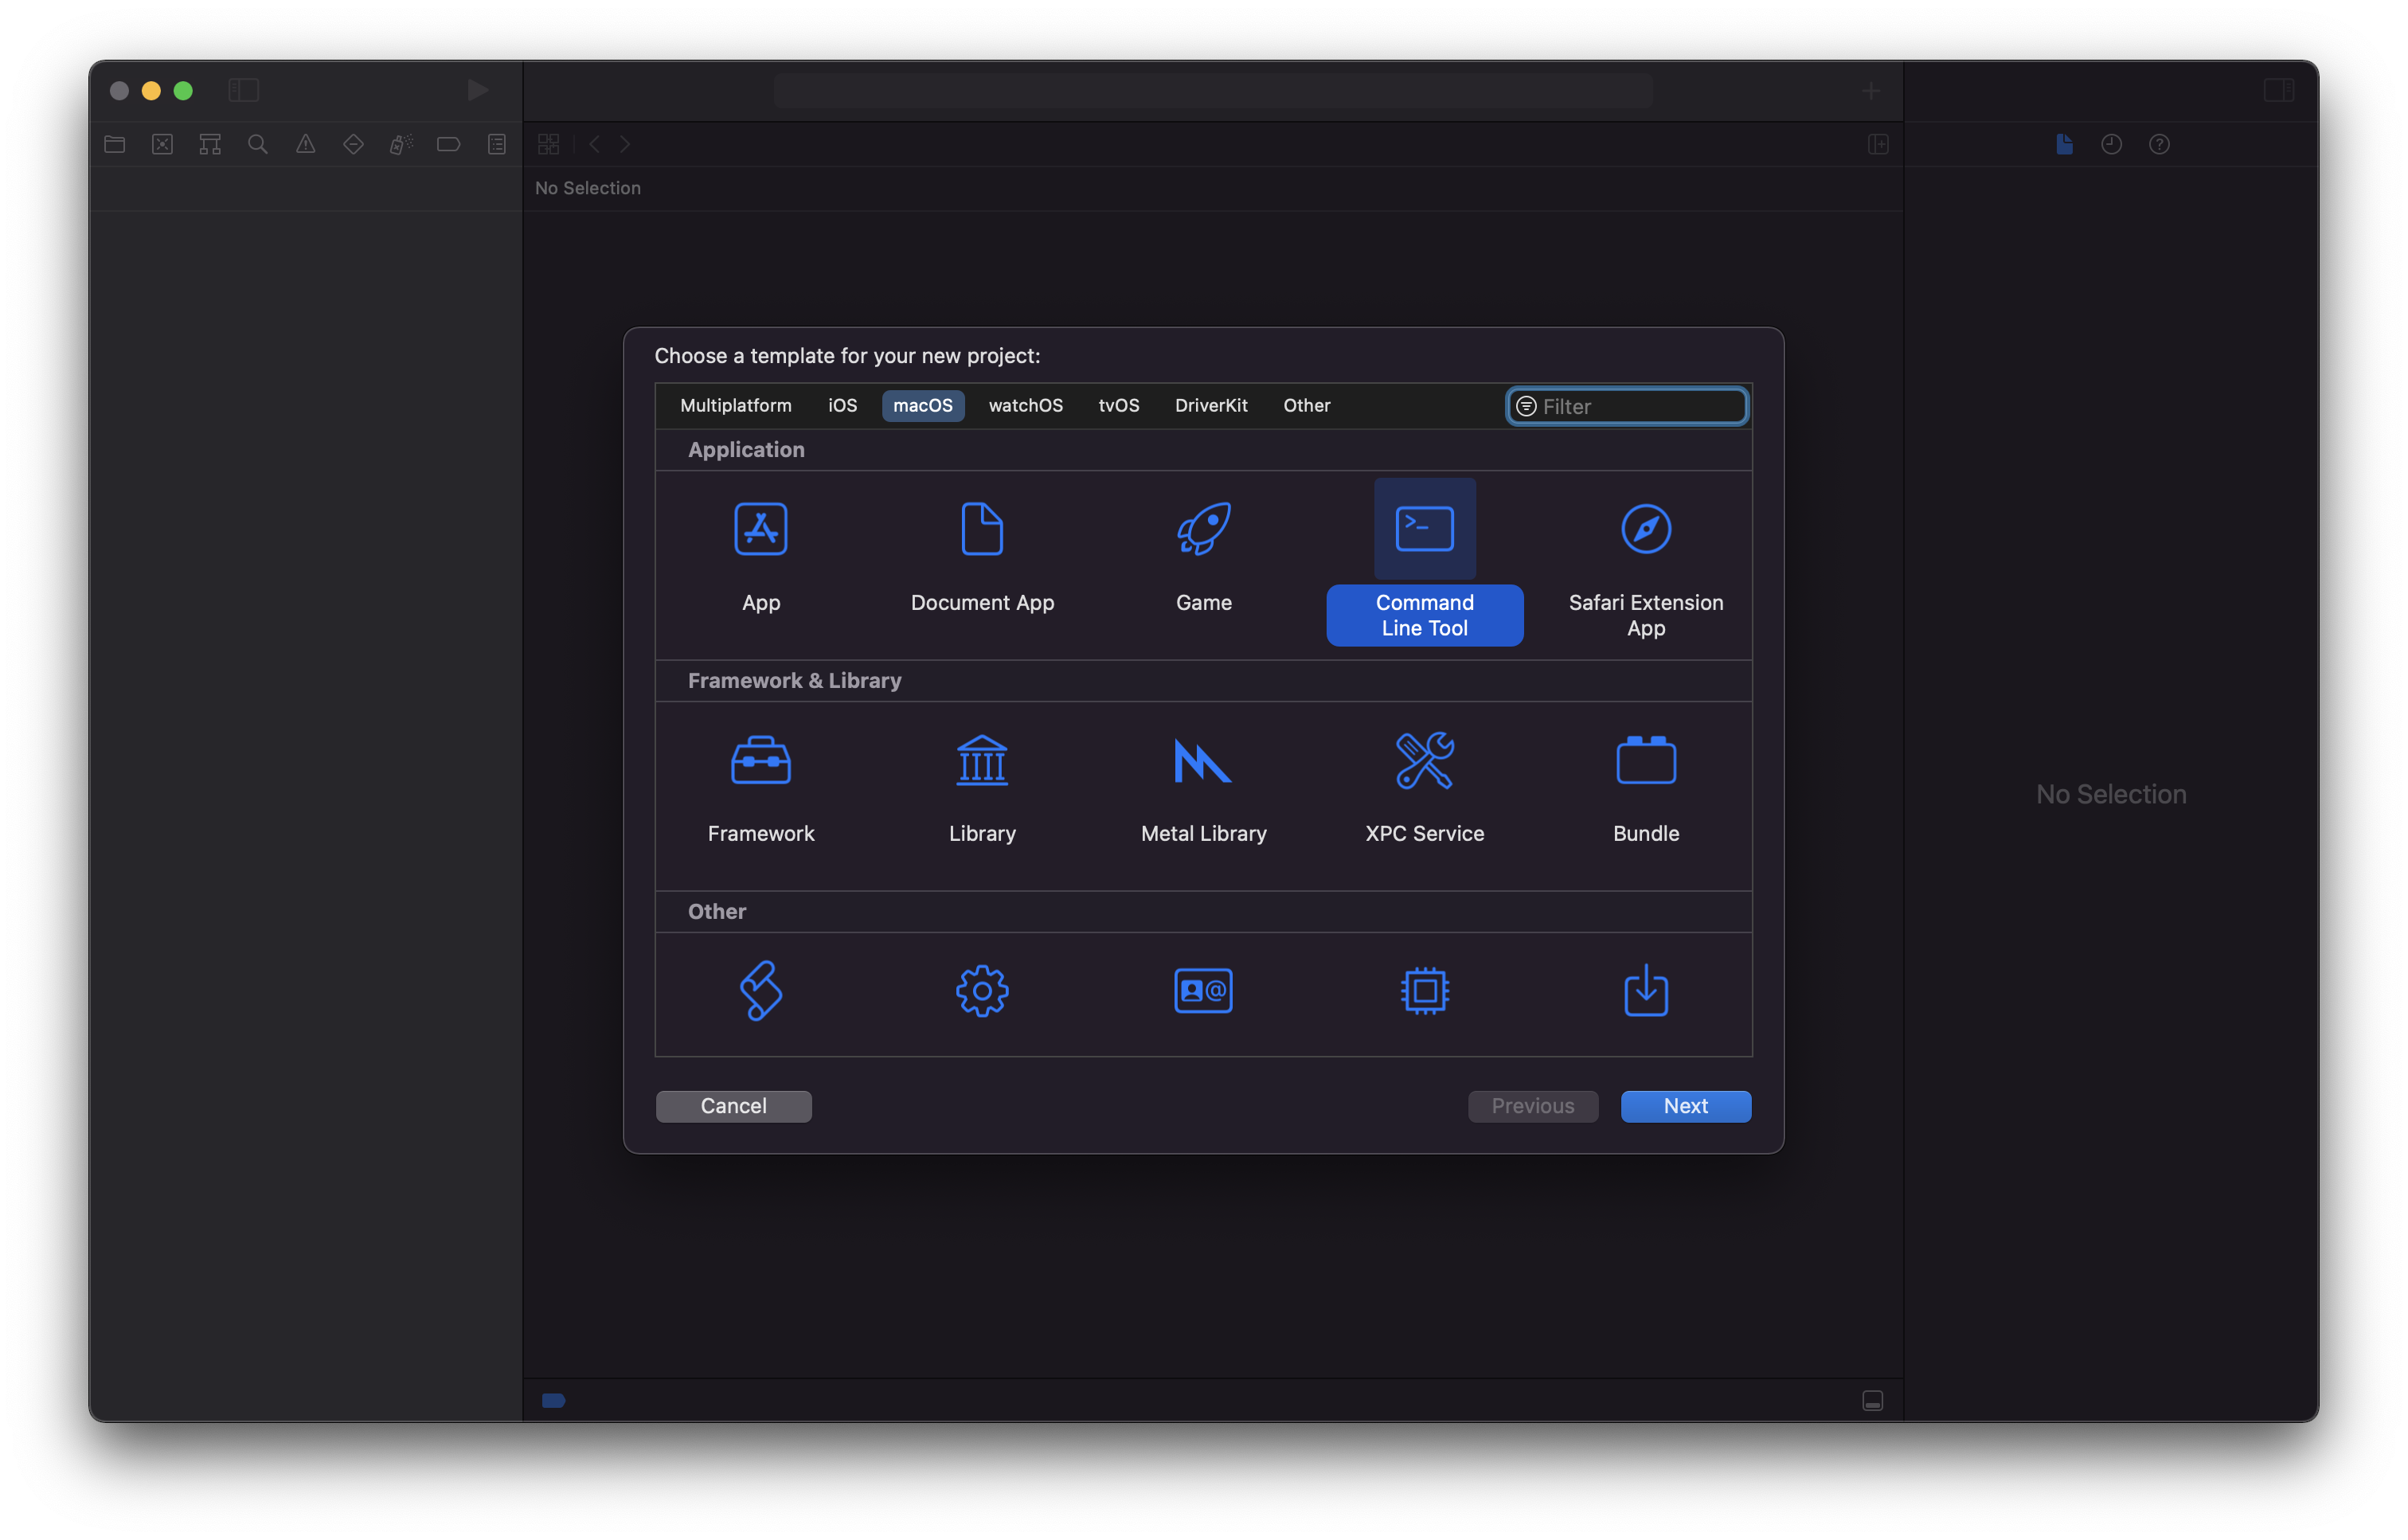 No Selection
Choose a template for your new project:
Multiplatform iOS macOS watchOS tvOS DriverKit Other Filter
Application
App Document App Game Command Line Tool Safari Extension App
Framework & Library
Framework Library Metal Library XPC Service Bundle
No Selection
Other
@
Cancel Previous Next